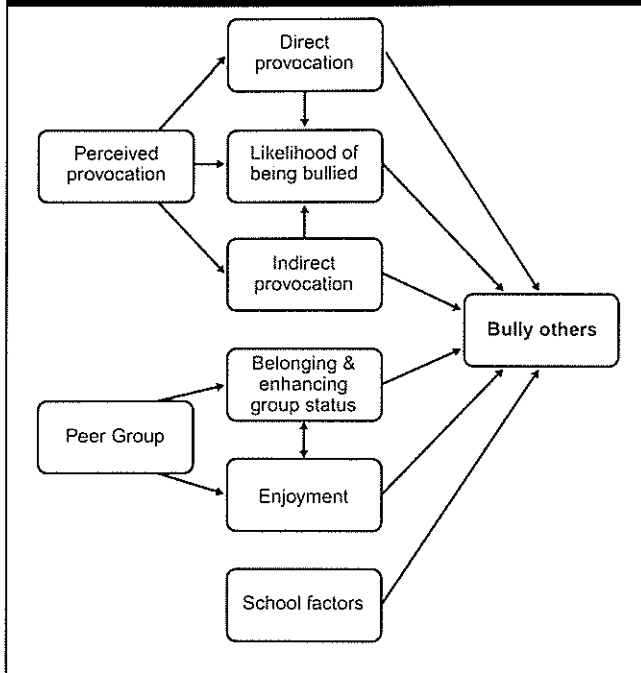 Direct
provocation
Perceived
provocation
Likelihood of
being bullied
Indirect
provocation
Bully others
Belonging &
enhancing
group status
Peer Group
Enjoyment
School factors